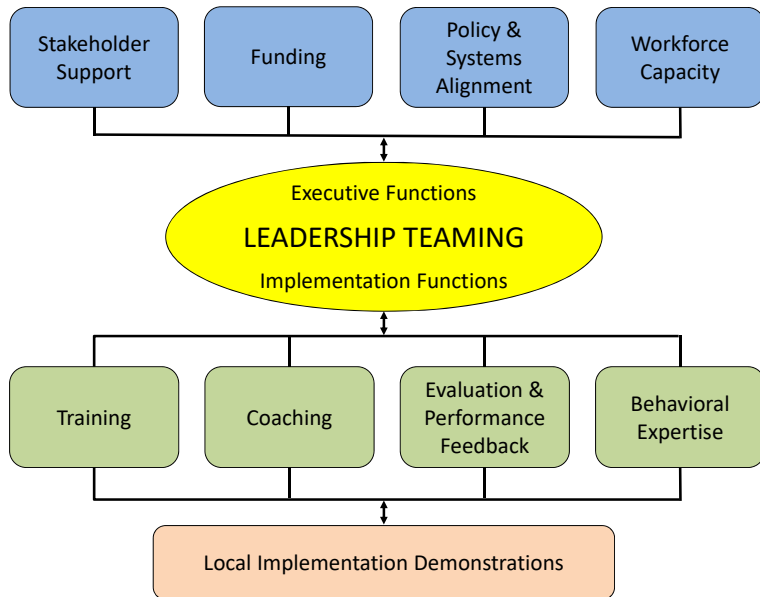 Stakeholder
Support
Funding
Policy &
Systems
Alignment
Workforce
Capacity
Executive Functions
LEADERSHIP TEAMING
Implementation Functions
Training
Coaching
Evaluation &
Performance
Feedback
Behavioral
Expertise
Local Implementation Demonstrations